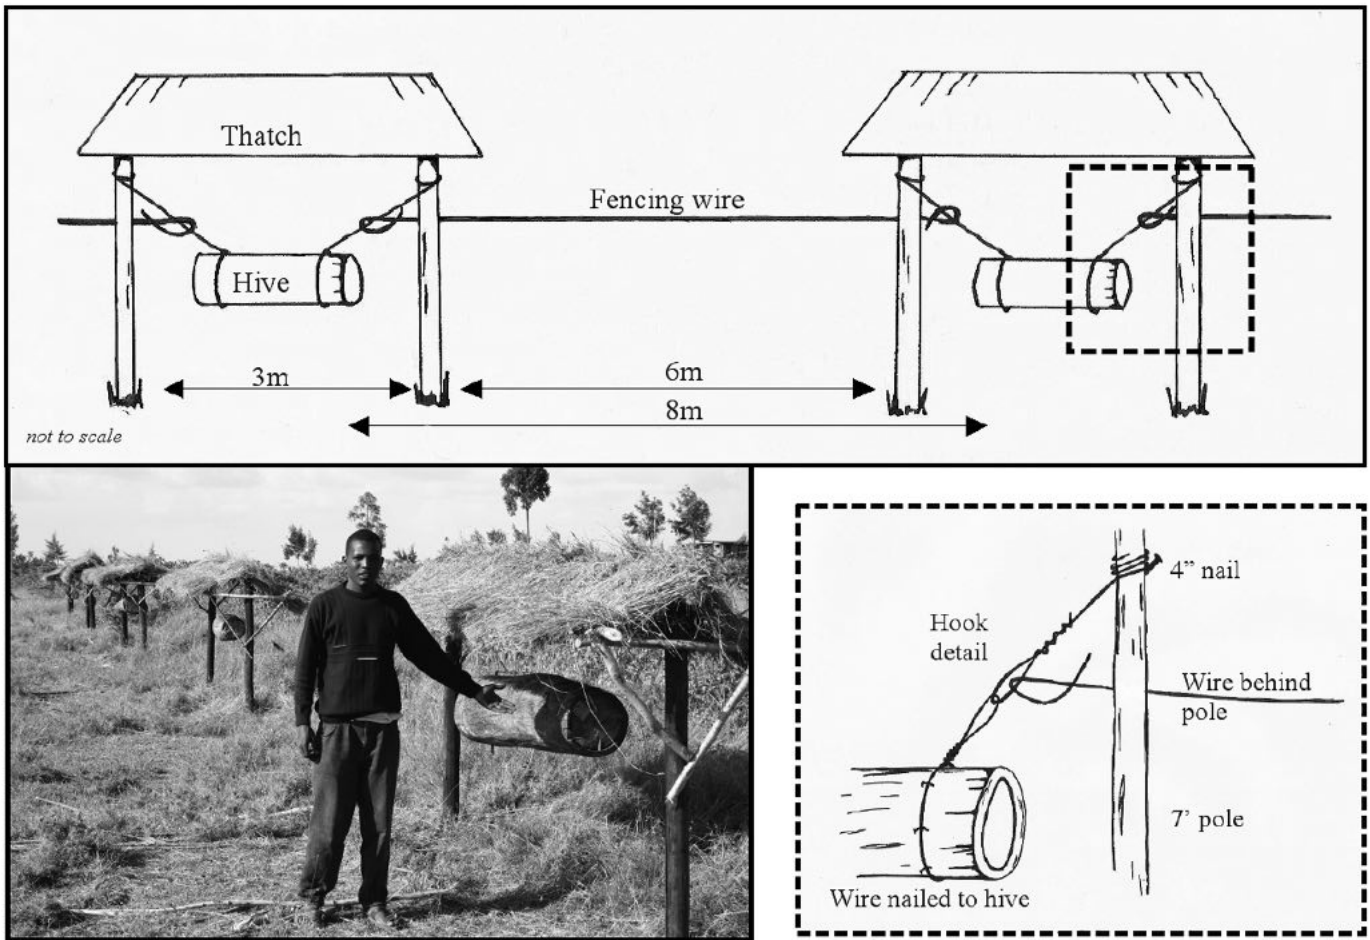 Thatch
Fencing wire
Hive
3m
6m
8m
not to scale
4” nail
Hook
detail
Wire behind
pole
7’ pole
Wire nailed to hive